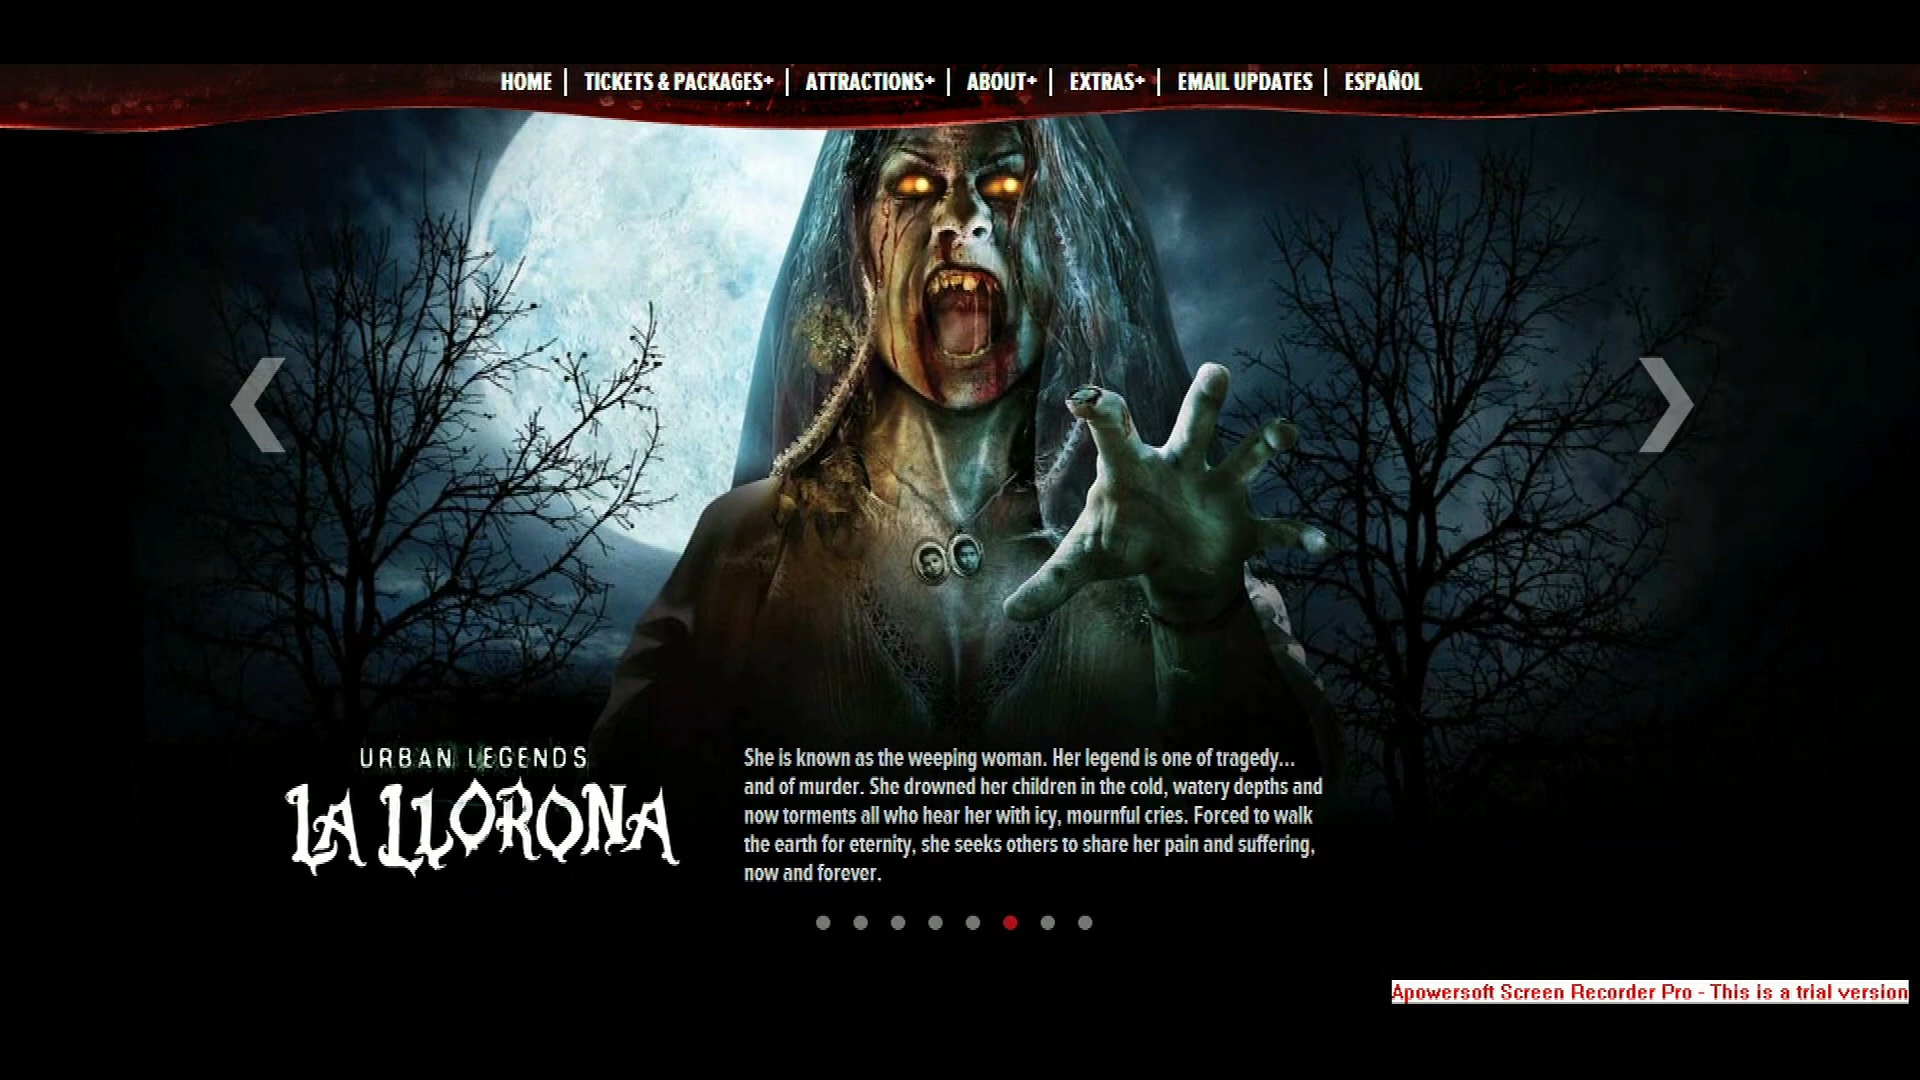 HOME | TICKETS & PACKAGES+ | ATTRACTIONS+ | ABOUT+ | EXTRAS+ | EMAIL UPDATES | ESPAÑOL
URBAN LEGENDS
LA LLORONA
She is known as the weeping woman. Her legend is one of tragedy...
and of murder. She drowned her children in the cold, watery depths and
now torments all who hear her with icy, mournful cries. Forced to walk
the earth for eternity, she seeks others to share her pain and suffering,
now and forever.
Apowersoft Screen Recorder Pro - This is a trial version